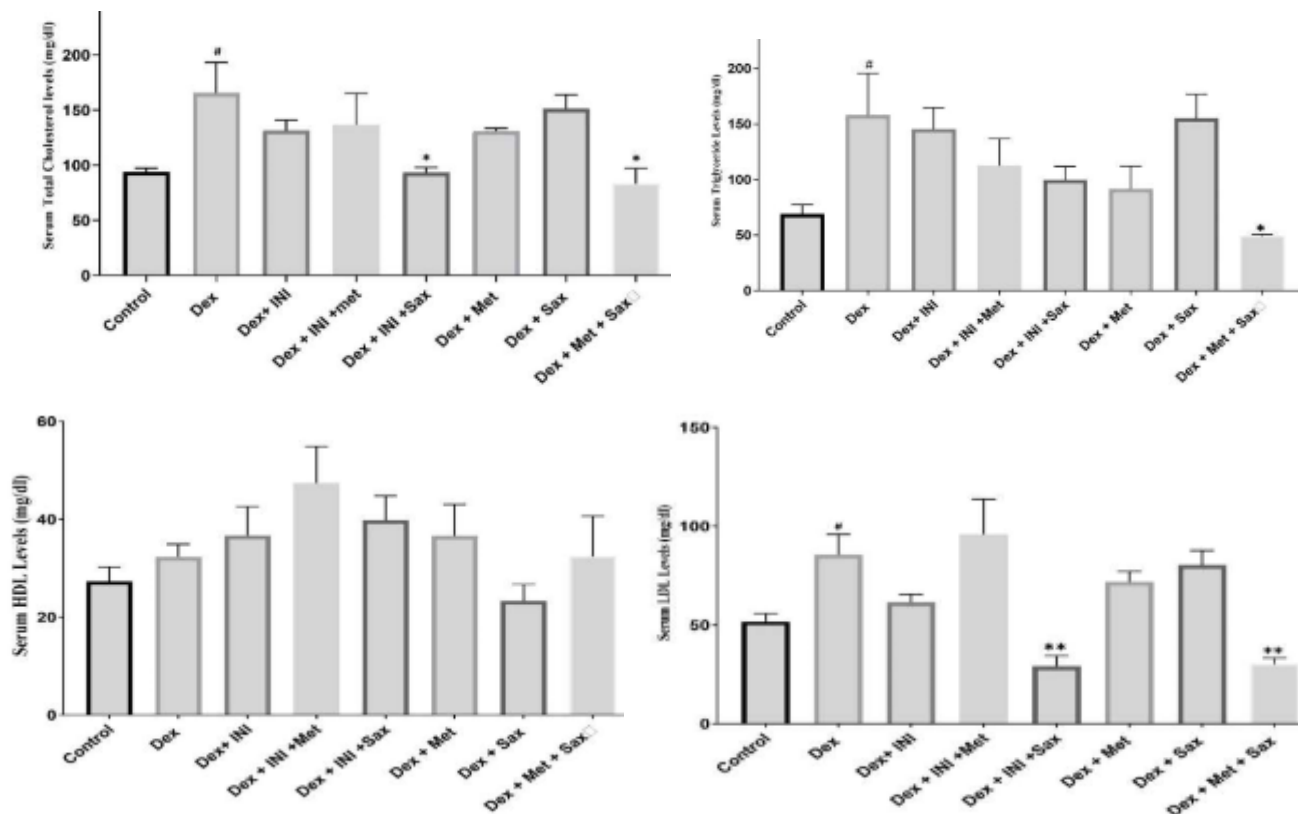 Serum Total Cholesterol levels (mg/dl)
200
150
100
50
0
#
*
*
Control
Dex
Dex+ INI
Dex + INI +met
Dex + INI +Sax
Dex + Met
Dex + Sax
Dex + Met + Sax□
Serum Triglyceride Levels (mg/dl)
200
150
100
50
0
#
*
Control
Dex
Dex+ INI
Dex + INI +Met
Dex + INI +Sax
Dex + Met
Dex + Sax
Dex + Met + Sax□
Serum HDL Levels (mg/dl)
60
40
20
0
Control
Dex
Dex+ INI
Dex + INI +Met
Dex + INI +Sax
Dex + Met
Dex + Sax
Dex + Met + Sax□
Serum LDL Levels (mg/dl)
150
100
50
0
#
**
**
Control
Dex
Dex+ INI
Dex + INI +Met
Dex + INI +Sax
Dex + Met
Dex + Sax
Dex + Met + Sax